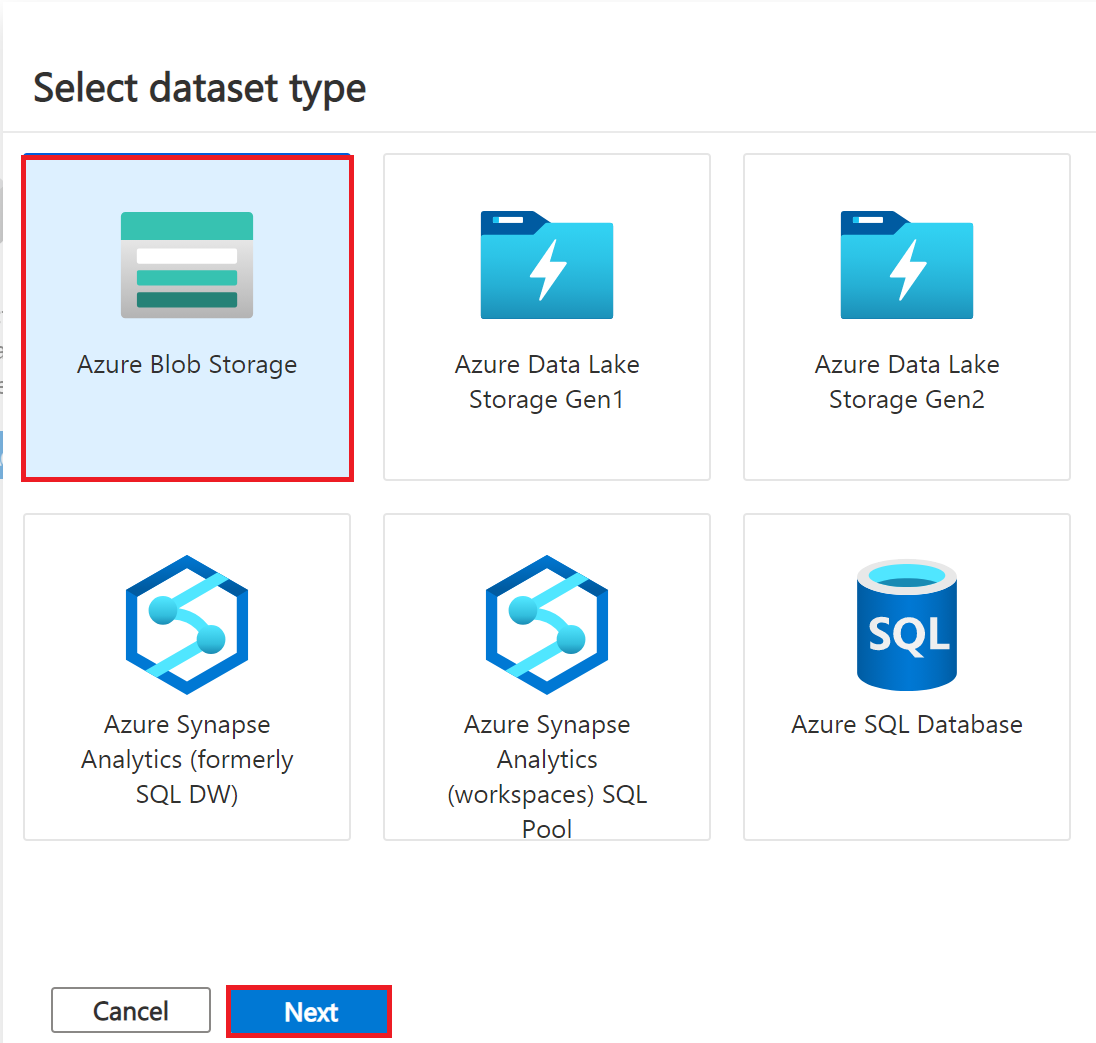 Select dataset type
Azure Blob Storage
Azure Data Lake
Storage Gen1
Azure Data Lake
Storage Gen2
Azure Synapse
Analytics (formerly
SQL DW)
Azure Synapse
Analytics
(workspaces) SQL
Pool
SQL
Azure SQL Database
Cancel
Next